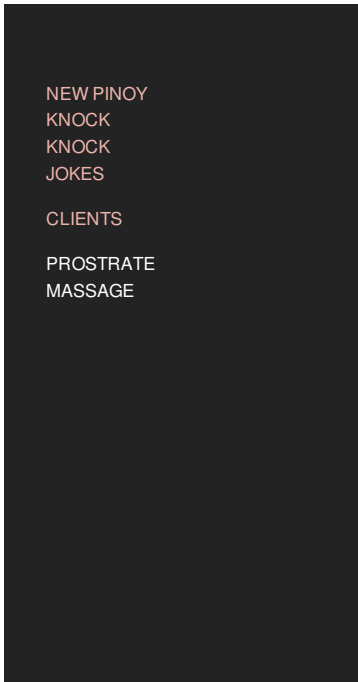 NEW PINOY
KNOCK
KNOCK
JOKES
CLIENTS
PROSTRATE
MASSAGE